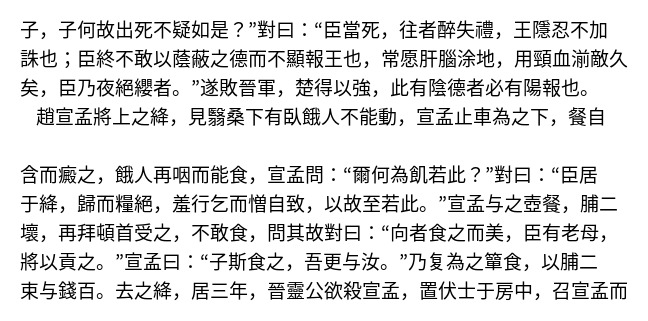 子，子何故出死不疑如是？”對曰：“臣當死，往者醉失禮，王隱忍不加
誅也；臣終不敢以蔭蔽之德而不顯報王也，常愿肝腦涂地，用頸血湔敵久
矣，臣乃夜絕纓者。”遂敗晉軍，楚得以強，此有陰德者必有陽報也。
趙宣孟將上之絳，見翳桑下有臥餓人不能動，宣孟止車為之下，餐自
含而餔之，餓人再咽而能食，宣孟問：“爾何為飢若此？”對曰：“臣居
于絳，歸而糧絕，羞行乞而憎自致，以故至若此。”宣孟与之壺餐，脯二
壞，再拜頓首受之，不敢食，問其故對曰：“向者食之而美，臣有老母，
將以貢之。”宣孟曰：“子斯食之，吾更与汝。”乃复為之簞食，以脯二
束与錢百。去之絳，居三年，晉靈公欲殺宣孟，置伏士于房中，召宣孟而